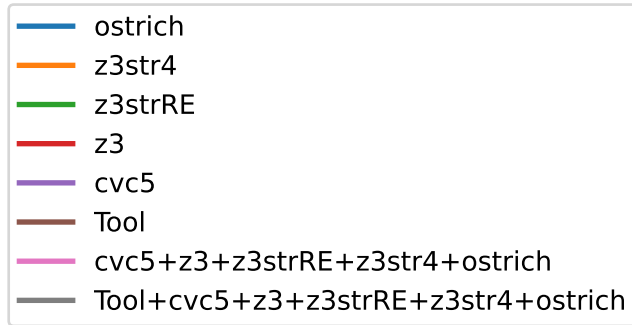 ostrich
z3str4
z3strRE
z3
cvc5
Tool
cvc5+z3+z3strRE+z3str4+ostrich
Tool+cvc5+z3+z3strRE+z3str4+ostrich